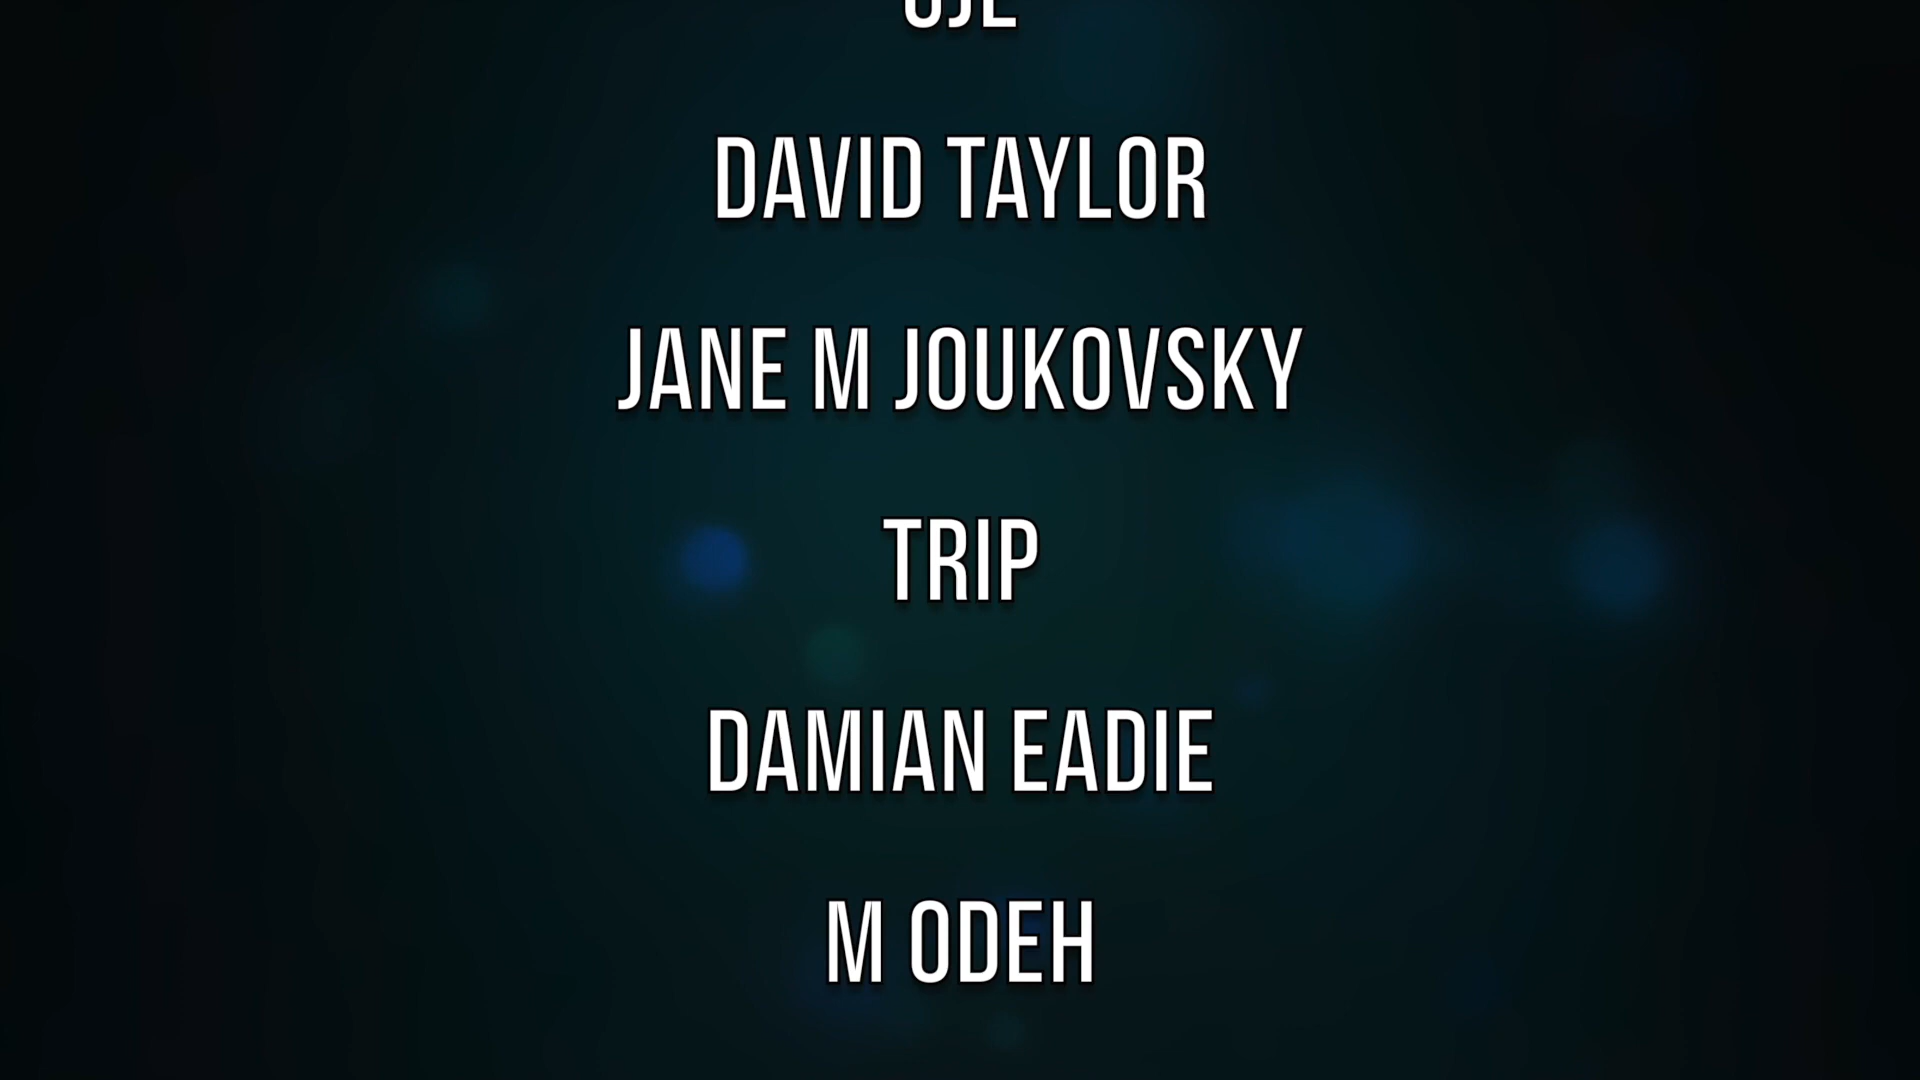 DAVID TAYLOR
JANE M JOUKOVSKY
TRIP
DAMIAN EADIE
M ODEH